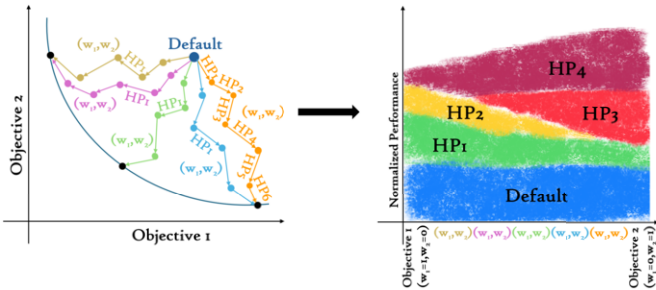 Objective 2
Objective 1
Default
(w₁,w₂)
HP1
(w₁,w₂)
HP1
HP1
(w₁,w₂)
HP1
(w₁,w₂)
HP1
HP2
HP3
(w₁,w₂)
HP4
HP5
HP6
Normalized Performance
HP4
HP2
HP3
HP1
Default
Objective 1
(w₁=1,w₂=0)
(w₁,w₂)
(w₁,w₂)
(w₁,w₂)
(w₁,w₂)
(w₁,w₂)
Objective 2
(w₁=0,w₂=1)